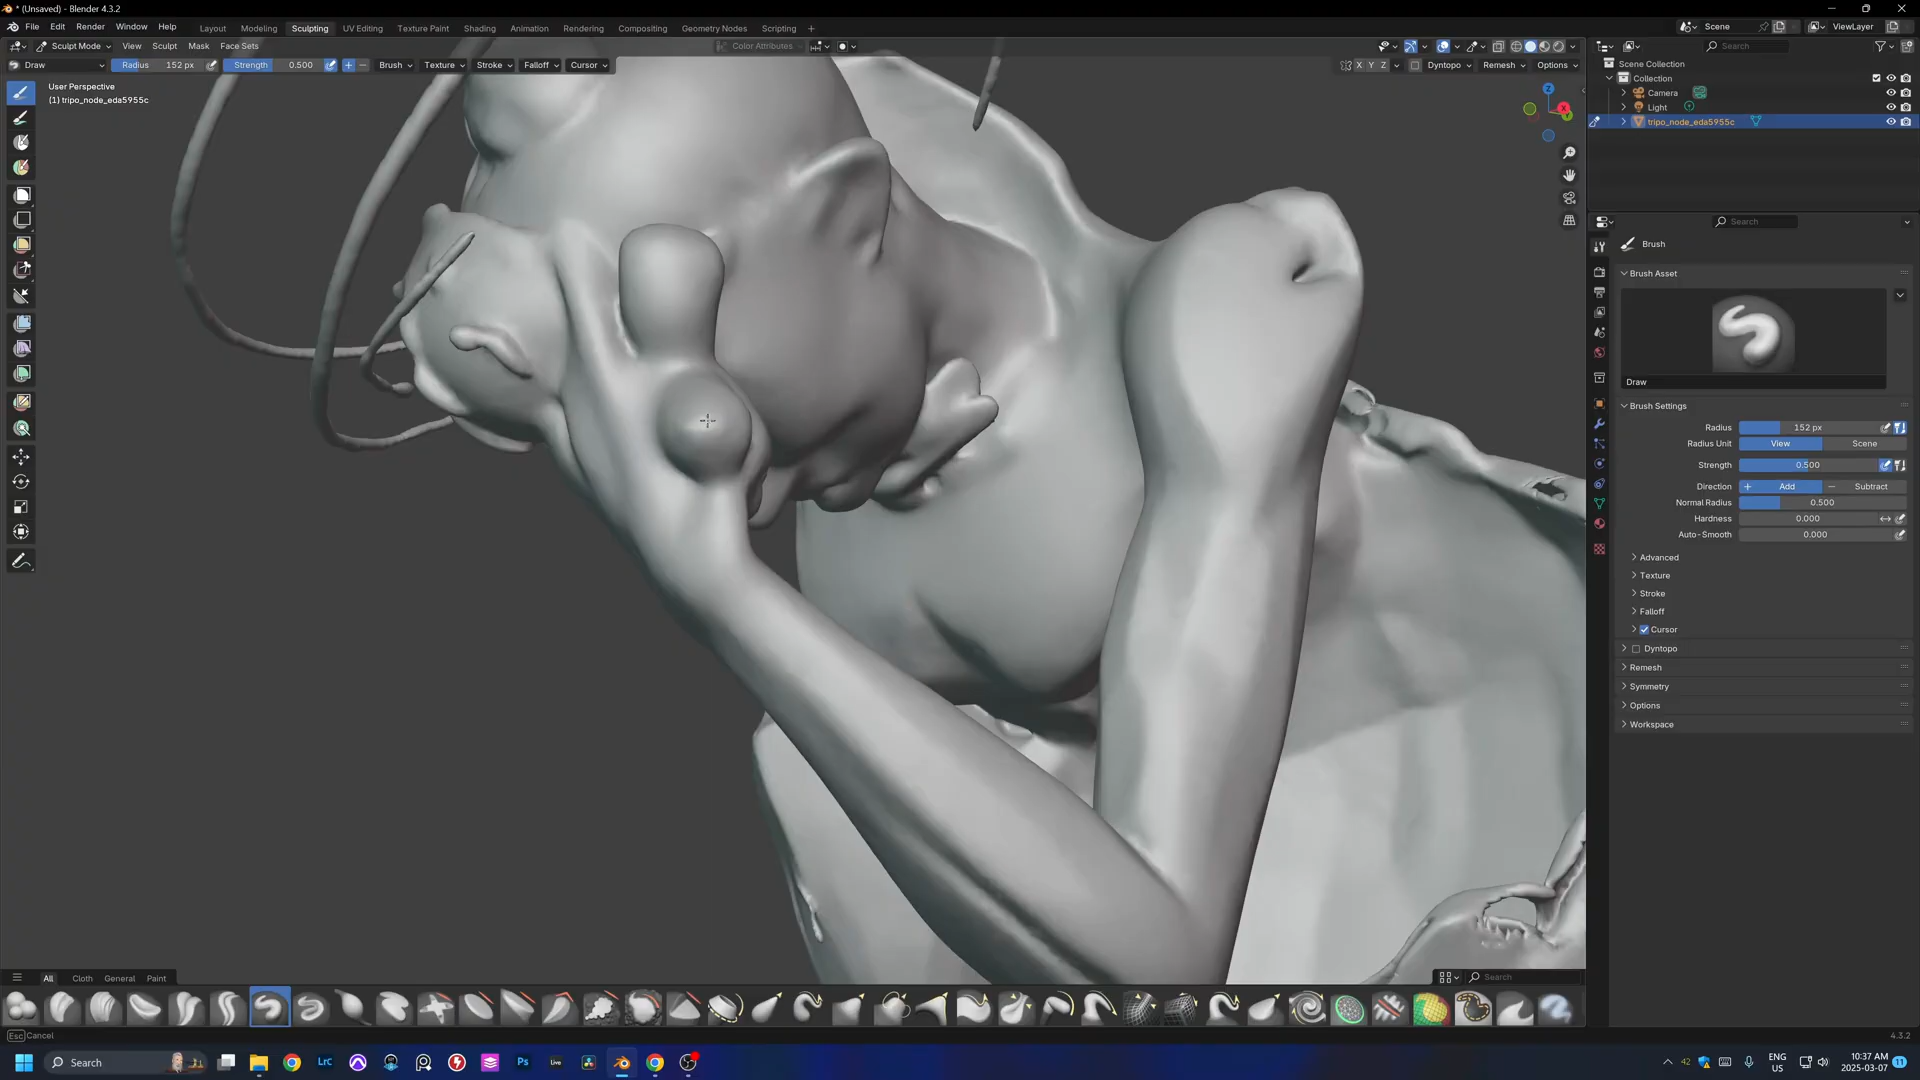 * (Unsaved) - Blender 4.3.2
File Edit Render Window Help
Layout Modeling Sculpting UV Editing Texture Paint Shading Animation Rendering Compositing Geometry Nodes Scripting +
Scene
ViewLayer
Sculpt Mode View Sculpt Mask Face Sets
Color Attributes
Search
Draw Radius 152 px Strength 0.500 + − Brush Texture Stroke Falloff Cursor
X Y Z Dyntopo Remesh Options
Scene Collection
Collection
Camera
Light
tripo_node_eda5955c
User Perspective
(1) tripo_node_eda5955c
Z
X
Search
Brush
Brush Asset
Draw
Brush Settings
Radius 152 px
Radius Unit View Scene
Strength 0.500
Direction + Add − Subtract
Normal Radius 0.500
Hardness 0.000
Auto-Smooth 0.000
Advanced
Texture
Stroke
Falloff
Cursor
Dyntopo
Remesh
Symmetry
Options
Workspace
All Cloth General Paint
Search
Esc Cancel
4.3.2
Search
LrC
Ps
Live
42
ENG
US
10:37 AM
2025-03-07
11